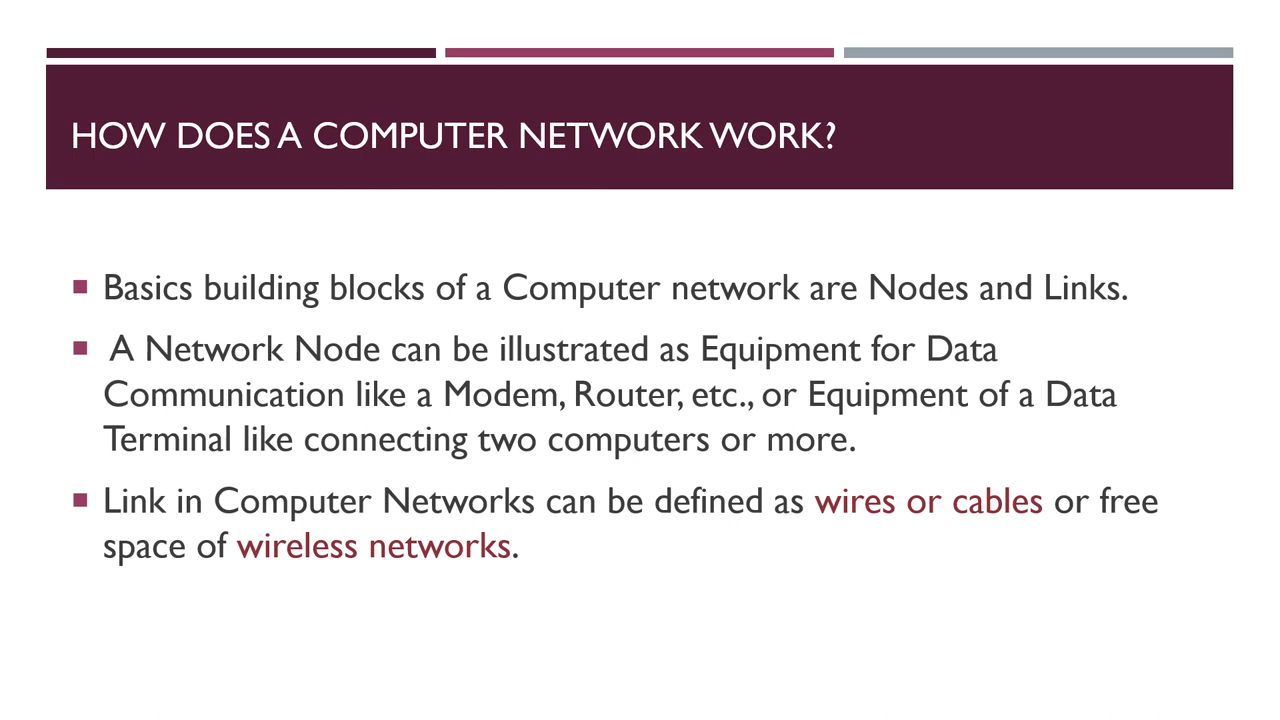 HOW DOES A COMPUTER NETWORK WORK?
Basics building blocks of a Computer network are Nodes and Links.
A Network Node can be illustrated as Equipment for Data
Communication like a Modem, Router, etc., or Equipment of a Data
Terminal like connecting two computers or more.
Link in Computer Networks can be defined as wires or cables or free
space of wireless networks.